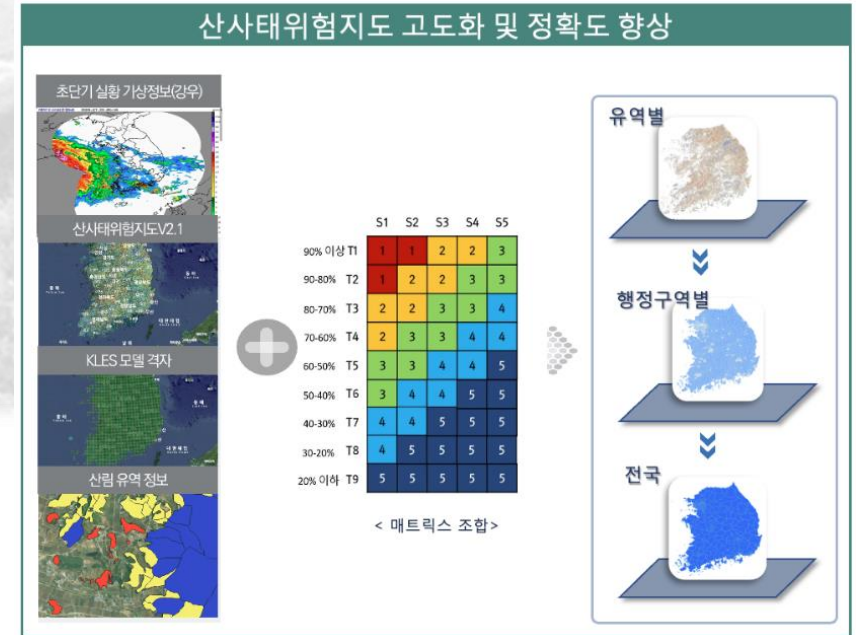 산사태위험지도 고도화 및 정확도 향상
초단기 실황 기상정보(강우)
산사태위험지도V2.1
KLES 모델 격자
산림 유역 정보
S1 S2 S3 S4 S5
90% 이상 T1 1 1 2 2 3
90-80% T2 1 2 2 3 3
80-70% T3 2 2 3 3 4
70-60% T4 2 3 3 4 4
60-50% T5 3 3 4 4 5
50-40% T6 3 4 4 5 5
40-30% T7 4 4 5 5 5
30-20% T8 4 5 5 5 5
20% 이하 T9 5 5 5 5 5
< 매트릭스 조합>
유역별
행정구역별
전국